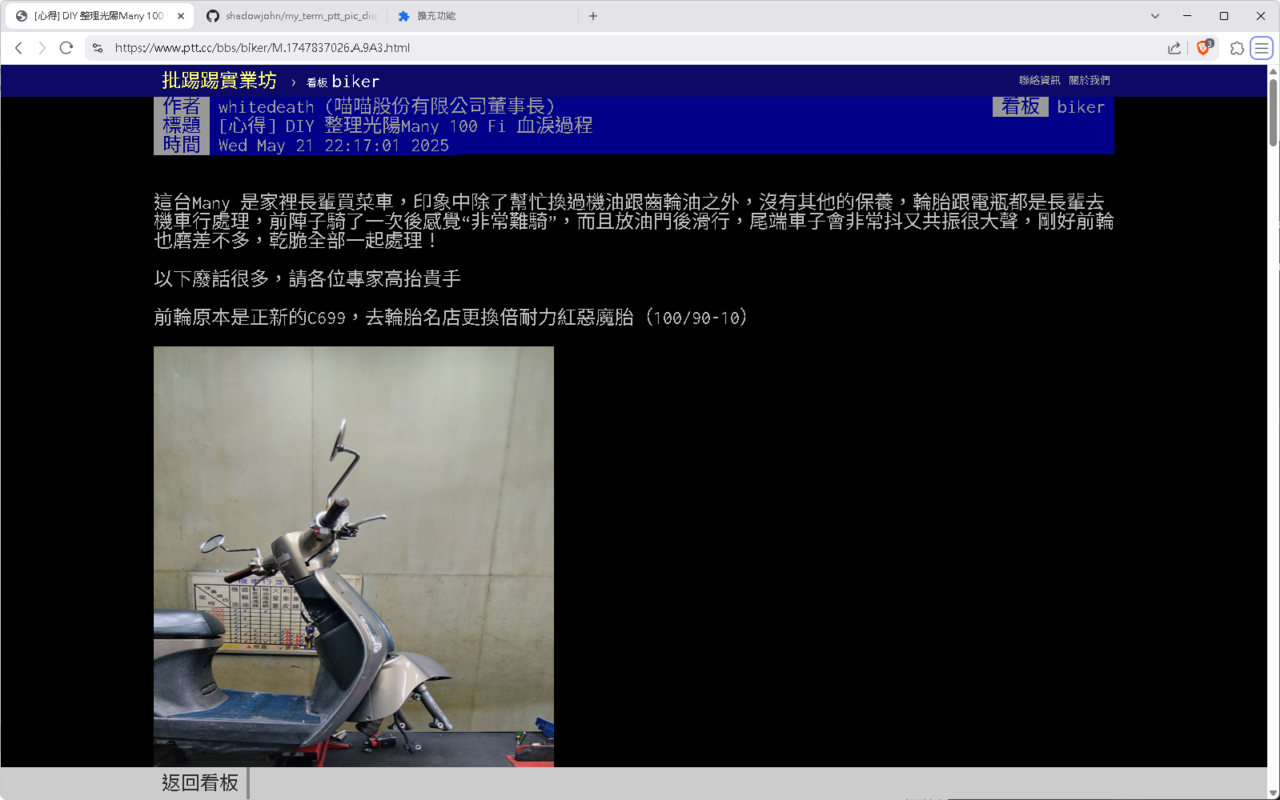 [心得] DIY 整理光陽Many 100
shadowjohn/my_term_ptt_pic_dis
擴充功能
https://www.ptt.cc/bbs/biker/M.1747837026.A.9A3.html
3
批踢踢實業坊 › 看板 biker
聯絡資訊 關於我們
作者 whitedeath (喵喵股份有限公司董事長) 看板 biker
標題 [心得] DIY 整理光陽Many 100 Fi 血淚過程
時間 Wed May 21 22:17:01 2025
這台Many 是家裡長輩買菜車，印象中除了幫忙換過機油跟齒輪油之外，沒有其他的保養，輪胎跟電瓶都是長輩去
機車行處理，前陣子騎了一次後感覺“非常難騎”，而且放油門後滑行，尾端車子會非常抖又共振很大聲，剛好前輪
也磨差不多，乾脆全部一起處理！
以下廢話很多，請各位專家高抬貴手
前輪原本是正新的C699，去輪胎名店更換倍耐力紅惡魔胎（100/90-10）
返回看板